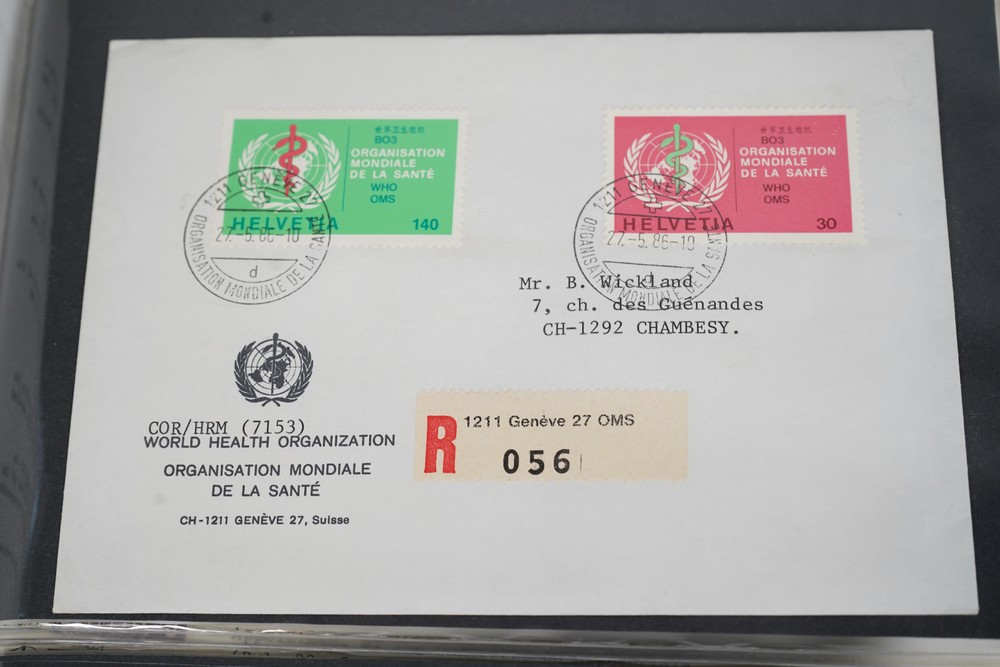 世界卫生组织
ВОЗ
ORGANISATION
MONDIALE
DE LA SANTÉ
WHO
OMS
HELVETIA 140
世界卫生组织
ВОЗ
ORGANISATION
MONDIALE
DE LA SANTÉ
WHO
OMS
HELVETIA 30
1211 GENÈVE 27
27.-5.86-10
d
ORGANISATION MONDIALE DE LA SANTÉ
1211 GENÈVE 27
27.-5.86-10
d
ORGANISATION MONDIALE DE LA SANTÉ
Mr. B. Wickland
7, ch. des Guenandes
CH-1292 CHAMBESY.
COR/HRM (7153)
WORLD HEALTH ORGANIZATION
ORGANISATION MONDIALE
DE LA SANTÉ
CH-1211 GENÈVE 27, Suisse
R 1211 Genève 27 OMS
056